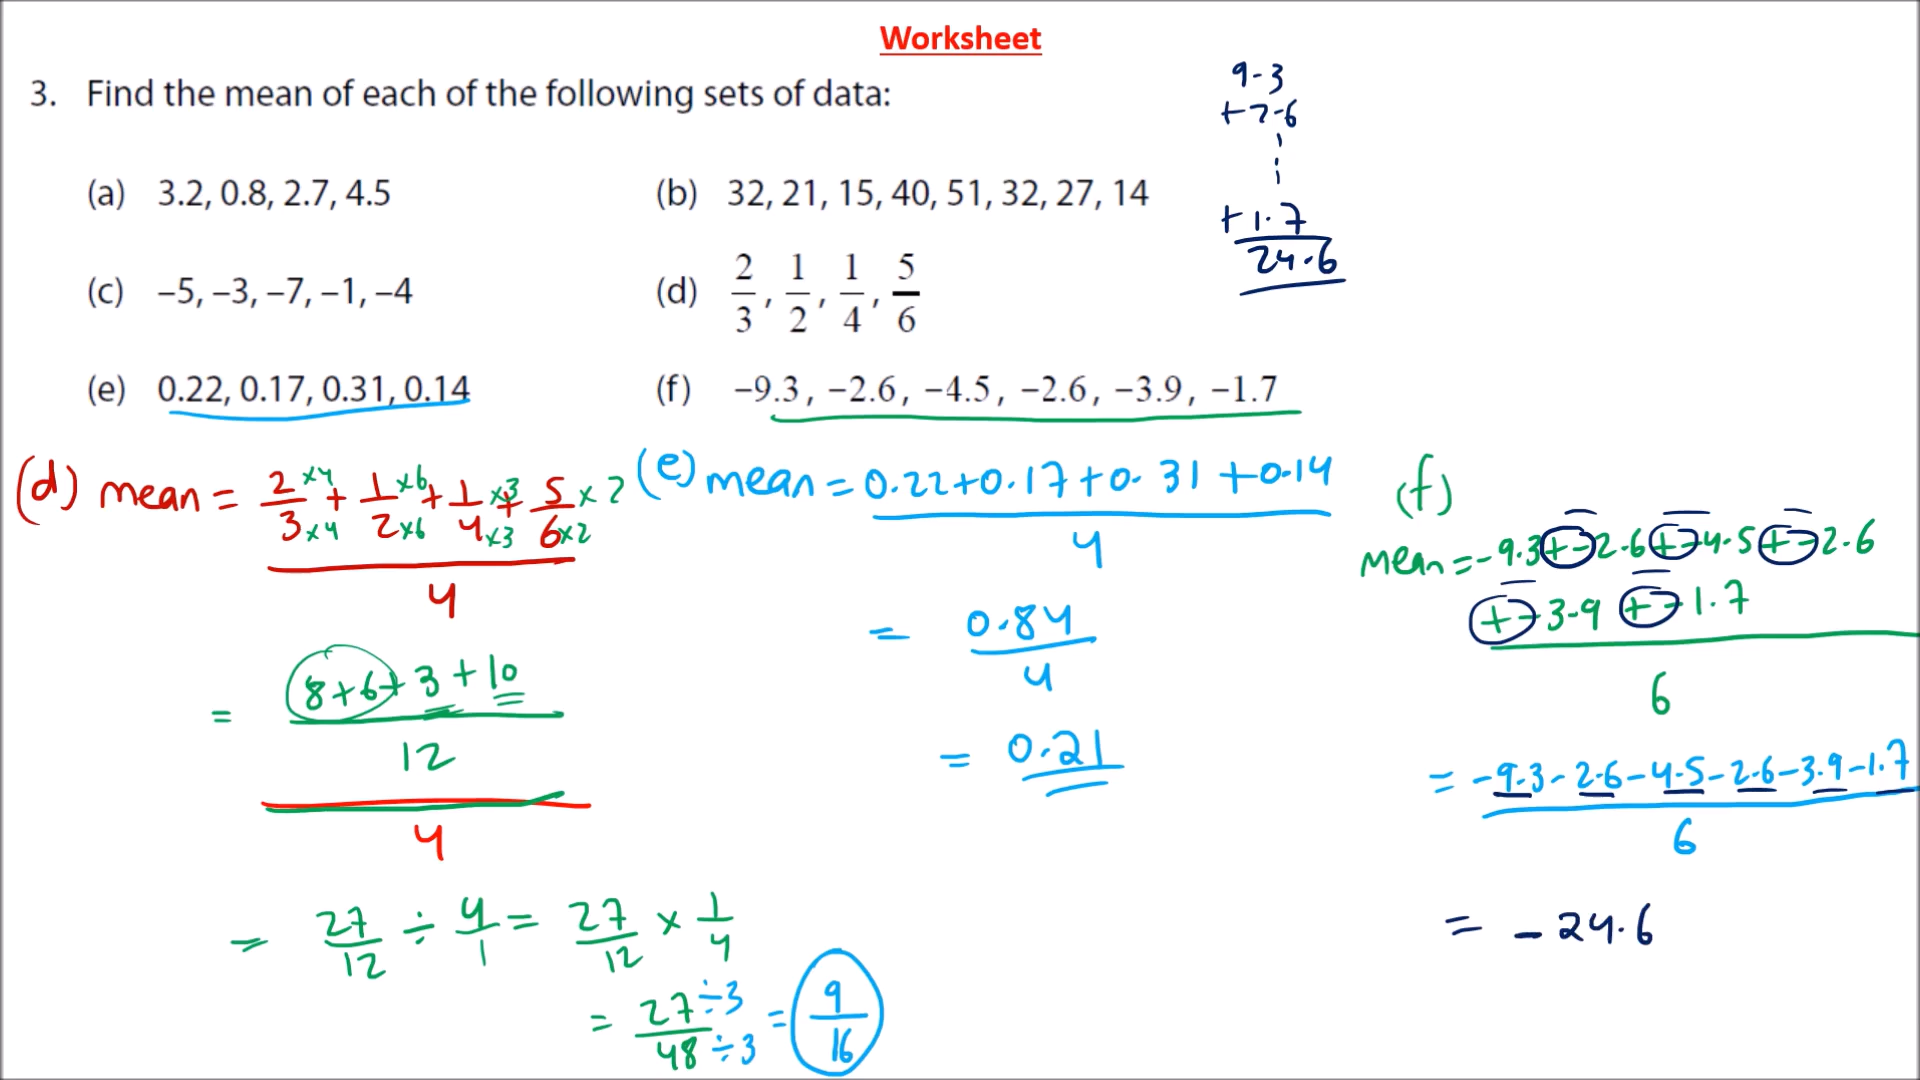 Worksheet
3. Find the mean of each of the following sets of data:
(a) 3.2, 0.8, 2.7, 4.5
(b) 32, 21, 15, 40, 51, 32, 27, 14
(c) –5, –3, –7, –1, –4
(d) 2/3, 1/2, 1/4, 5/6
(e) 0.22, 0.17, 0.31, 0.14
(f) –9.3, –2.6, –4.5, –2.6, –3.9, –1.7
9.3
+2.6
+1.7
24.6
(d) mean = 2×4 + 1×6 + 1×3 + 5×2
3×4 2×6 4×3 6×2
4
= 8+6+3+10
12
4
= 27/12 ÷ 4/1 = 27/12 × 1/4
= 27÷3 / 48÷3 = 9/16
(e) mean = 0.22+0.17+0.31+0.14
4
= 0.84
4
= 0.21
(f)
mean = -9.3+-2.6+-4.5+-2.6
+-3.9+-1.7
6
= -9.3-2.6-4.5-2.6-3.9-1.7
6
= -24.6